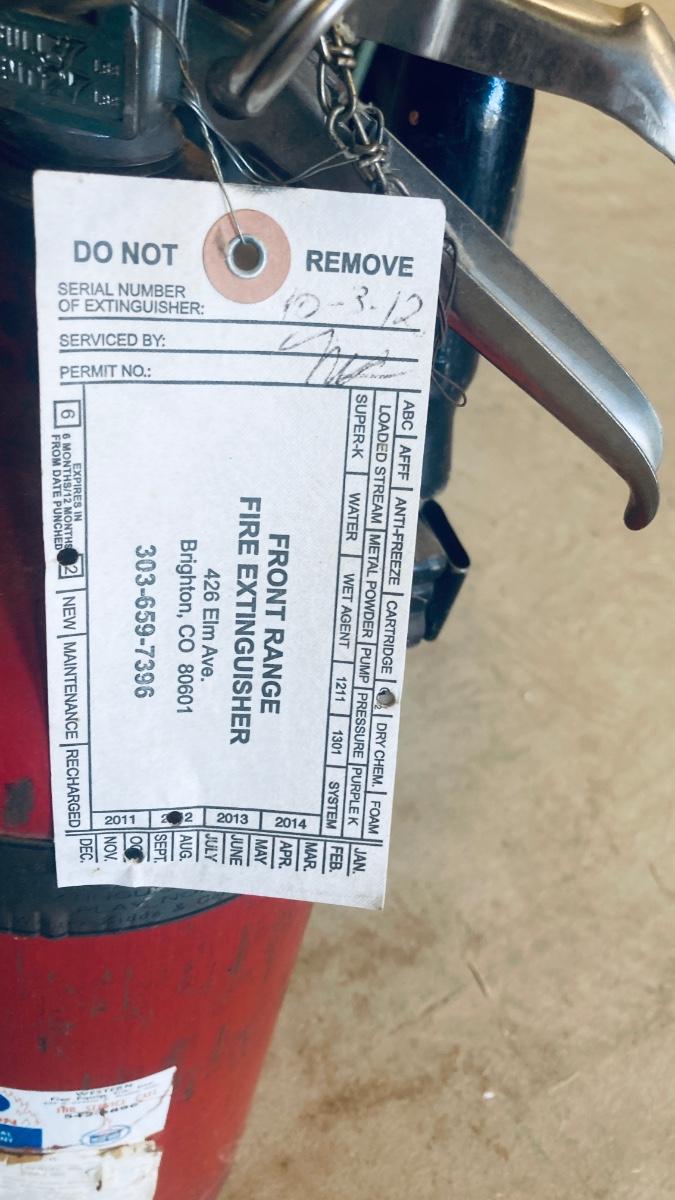 DO NOT REMOVE
SERIAL NUMBER
OF EXTINGUISHER: 10-3-12
SERVICED BY:
PERMIT NO.:
ABC AFFF ANTI-FREEZE CARTRIDGE CO2 DRY CHEM. FOAM
LOADED STREAM METAL POWDER PUMP PRESSURE PURPLE K
SUPER-K WATER WET AGENT 1211 1301 SYSTEM
FRONT RANGE
FIRE EXTINGUISHER
426 Elm Ave.
Brighton, CO 80601
303-659-7396
6
EXPIRES IN
6 MONTHS/12 MONTHS
FROM DATE PUNCHED
NEW MAINTENANCE RECHARGED
2011 2012 2013 2014
DEC. NOV. OCT. SEPT. AUG. JULY JUNE MAY APR. MAR. FEB. JAN.
WESTERN